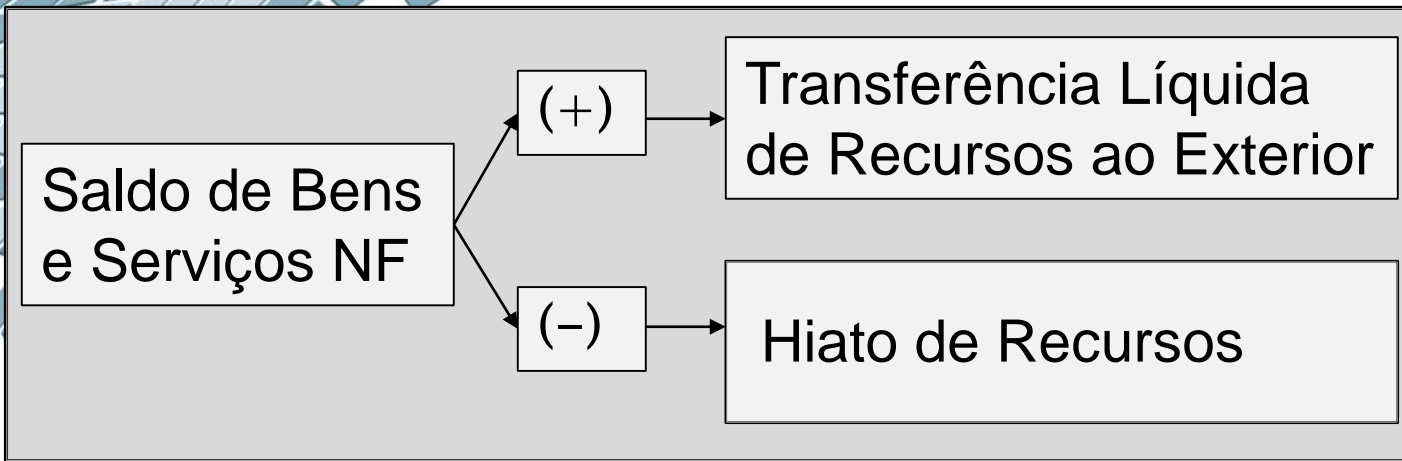 Saldo de Bens
e Serviços NF
(+)
Transferência Líquida
de Recursos ao Exterior
(–)
Hiato de Recursos